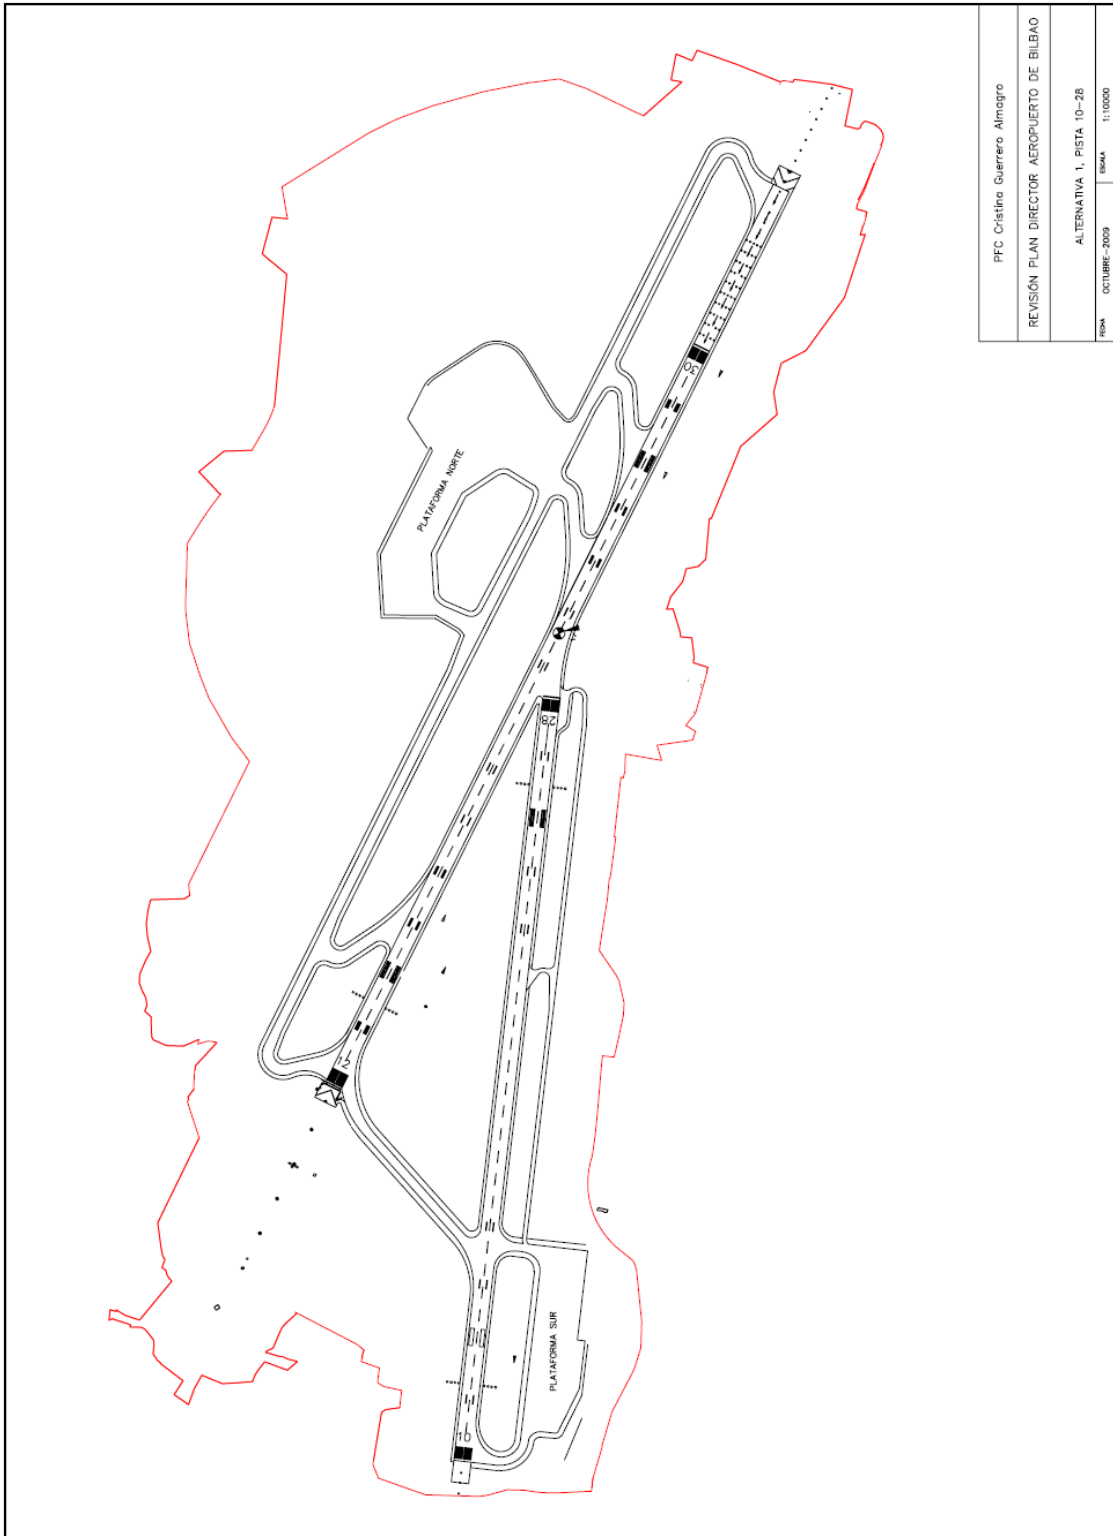 PFC Cristina Guerrero Almagro
REVISIÓN PLAN DIRECTOR AEROPUERTO DE BILBAO
ALTERNATIVA 1, PISTA 10-28
FECHA OCTUBRE-2009 ESCALA 1:10000
30
PLATAFORMA NORTE
28
12
PLATAFORMA SUR
10